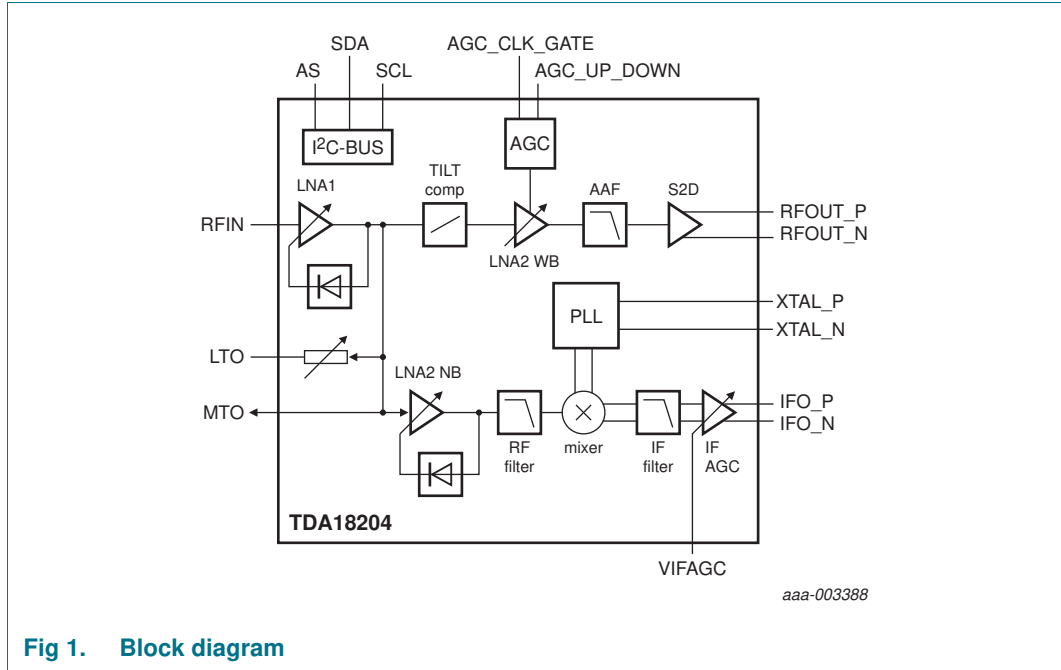 SDA
AGC_CLK_GATE
AS
SCL
AGC_UP_DOWN
I²C-BUS
AGC
LNA1
TILT
comp
AAF
S2D
RFIN
RFOUT_P
RFOUT_N
LNA2 WB
PLL
XTAL_P
XTAL_N
LTO
LNA2 NB
MTO
IFO_P
IFO_N
RF
filter
mixer
IF
filter
IF
AGC
TDA18204
VIFAGC
aaa-003388
Fig 1. Block diagram